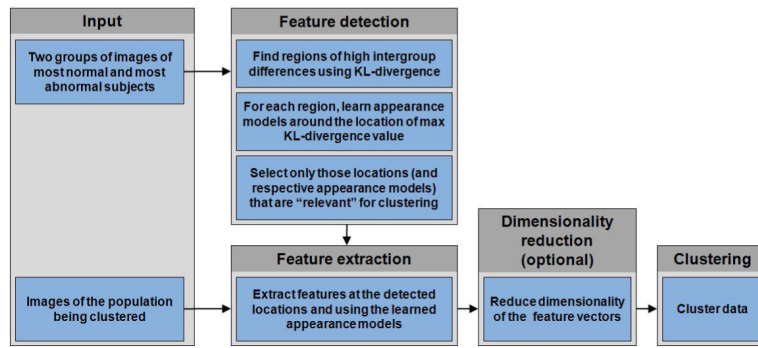 Input
Two groups of images of
most normal and most
abnormal subjects
Images of the population
being clustered
Feature detection
Find regions of high intergroup
differences using KL-divergence
For each region, learn appearance
models around the location of max
KL-divergence value
Select only those locations (and
respective appearance models)
that are “relevant” for clustering
Feature extraction
Extract features at the detected
locations and using the learned
appearance models
Dimensionality
reduction
(optional)
Reduce dimensionality
of the feature vectors
Clustering
Cluster data